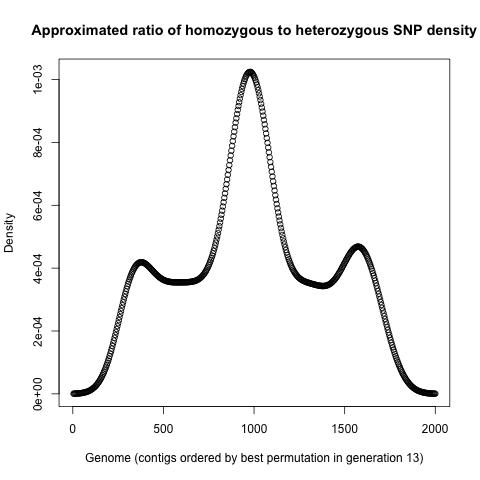 Approximated ratio of homozygous to heterozygous SNP density
1e-03
8e-04
6e-04
4e-04
2e-04
0e+00
Density
0 500 1000 1500 2000
Genome (contigs ordered by best permutation in generation 13)